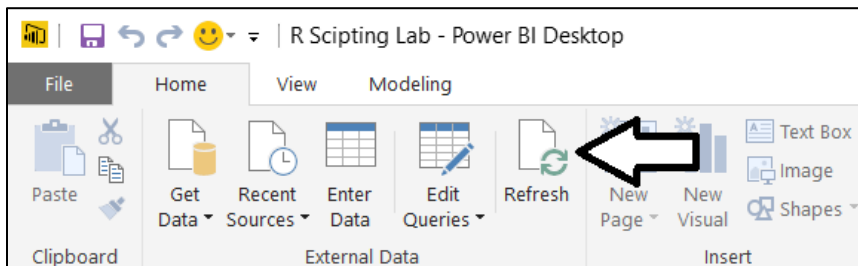 R Scipting Lab - Power BI Desktop
File Home View Modeling
Paste
Get Data
Recent Sources
Enter Data
Edit Queries
Refresh
New Page
New Visual
Text Box
Image
Shapes
Clipboard External Data Insert